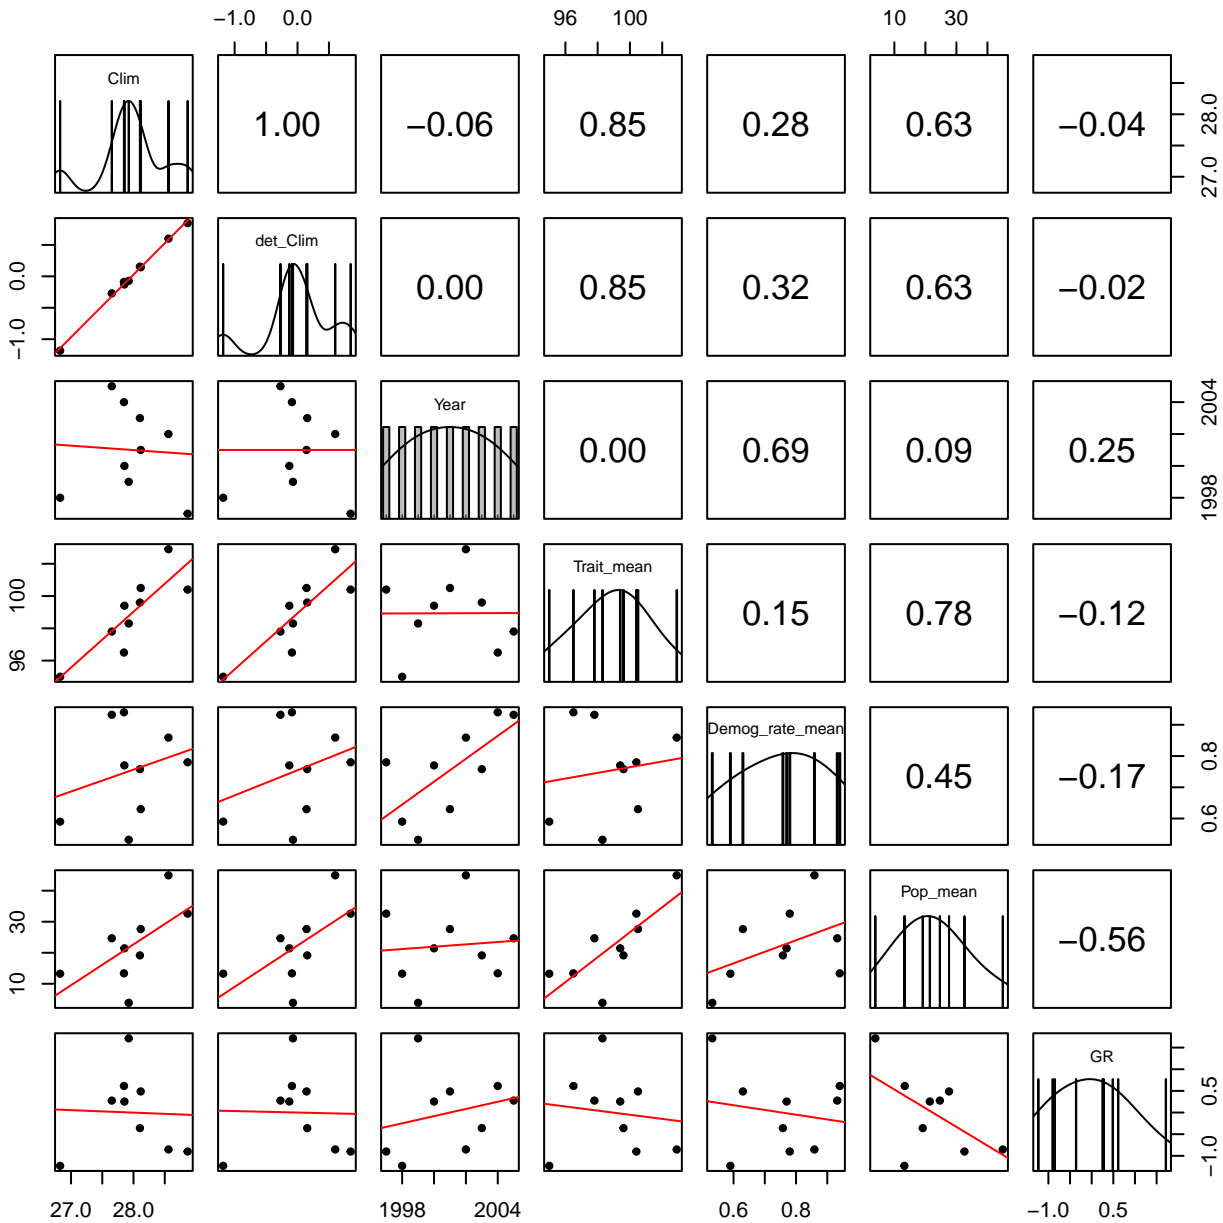 −1.0 0.0 96 100 10 30
Clim 1.00 −0.06 0.85 0.28 0.63 −0.04 27.0 28.0
−1.0 0.0 det_Clim 0.00 0.85 0.32 0.63 −0.02
Year 0.00 0.69 0.09 0.25 1998 2004
96 100 Trait_mean 0.15 0.78 −0.12
Demog_rate_mean 0.45 −0.17 0.6 0.8
10 30 Pop_mean −0.56
GR −1.0 0.5
27.0 28.0 1998 2004 0.6 0.8 −1.0 0.5